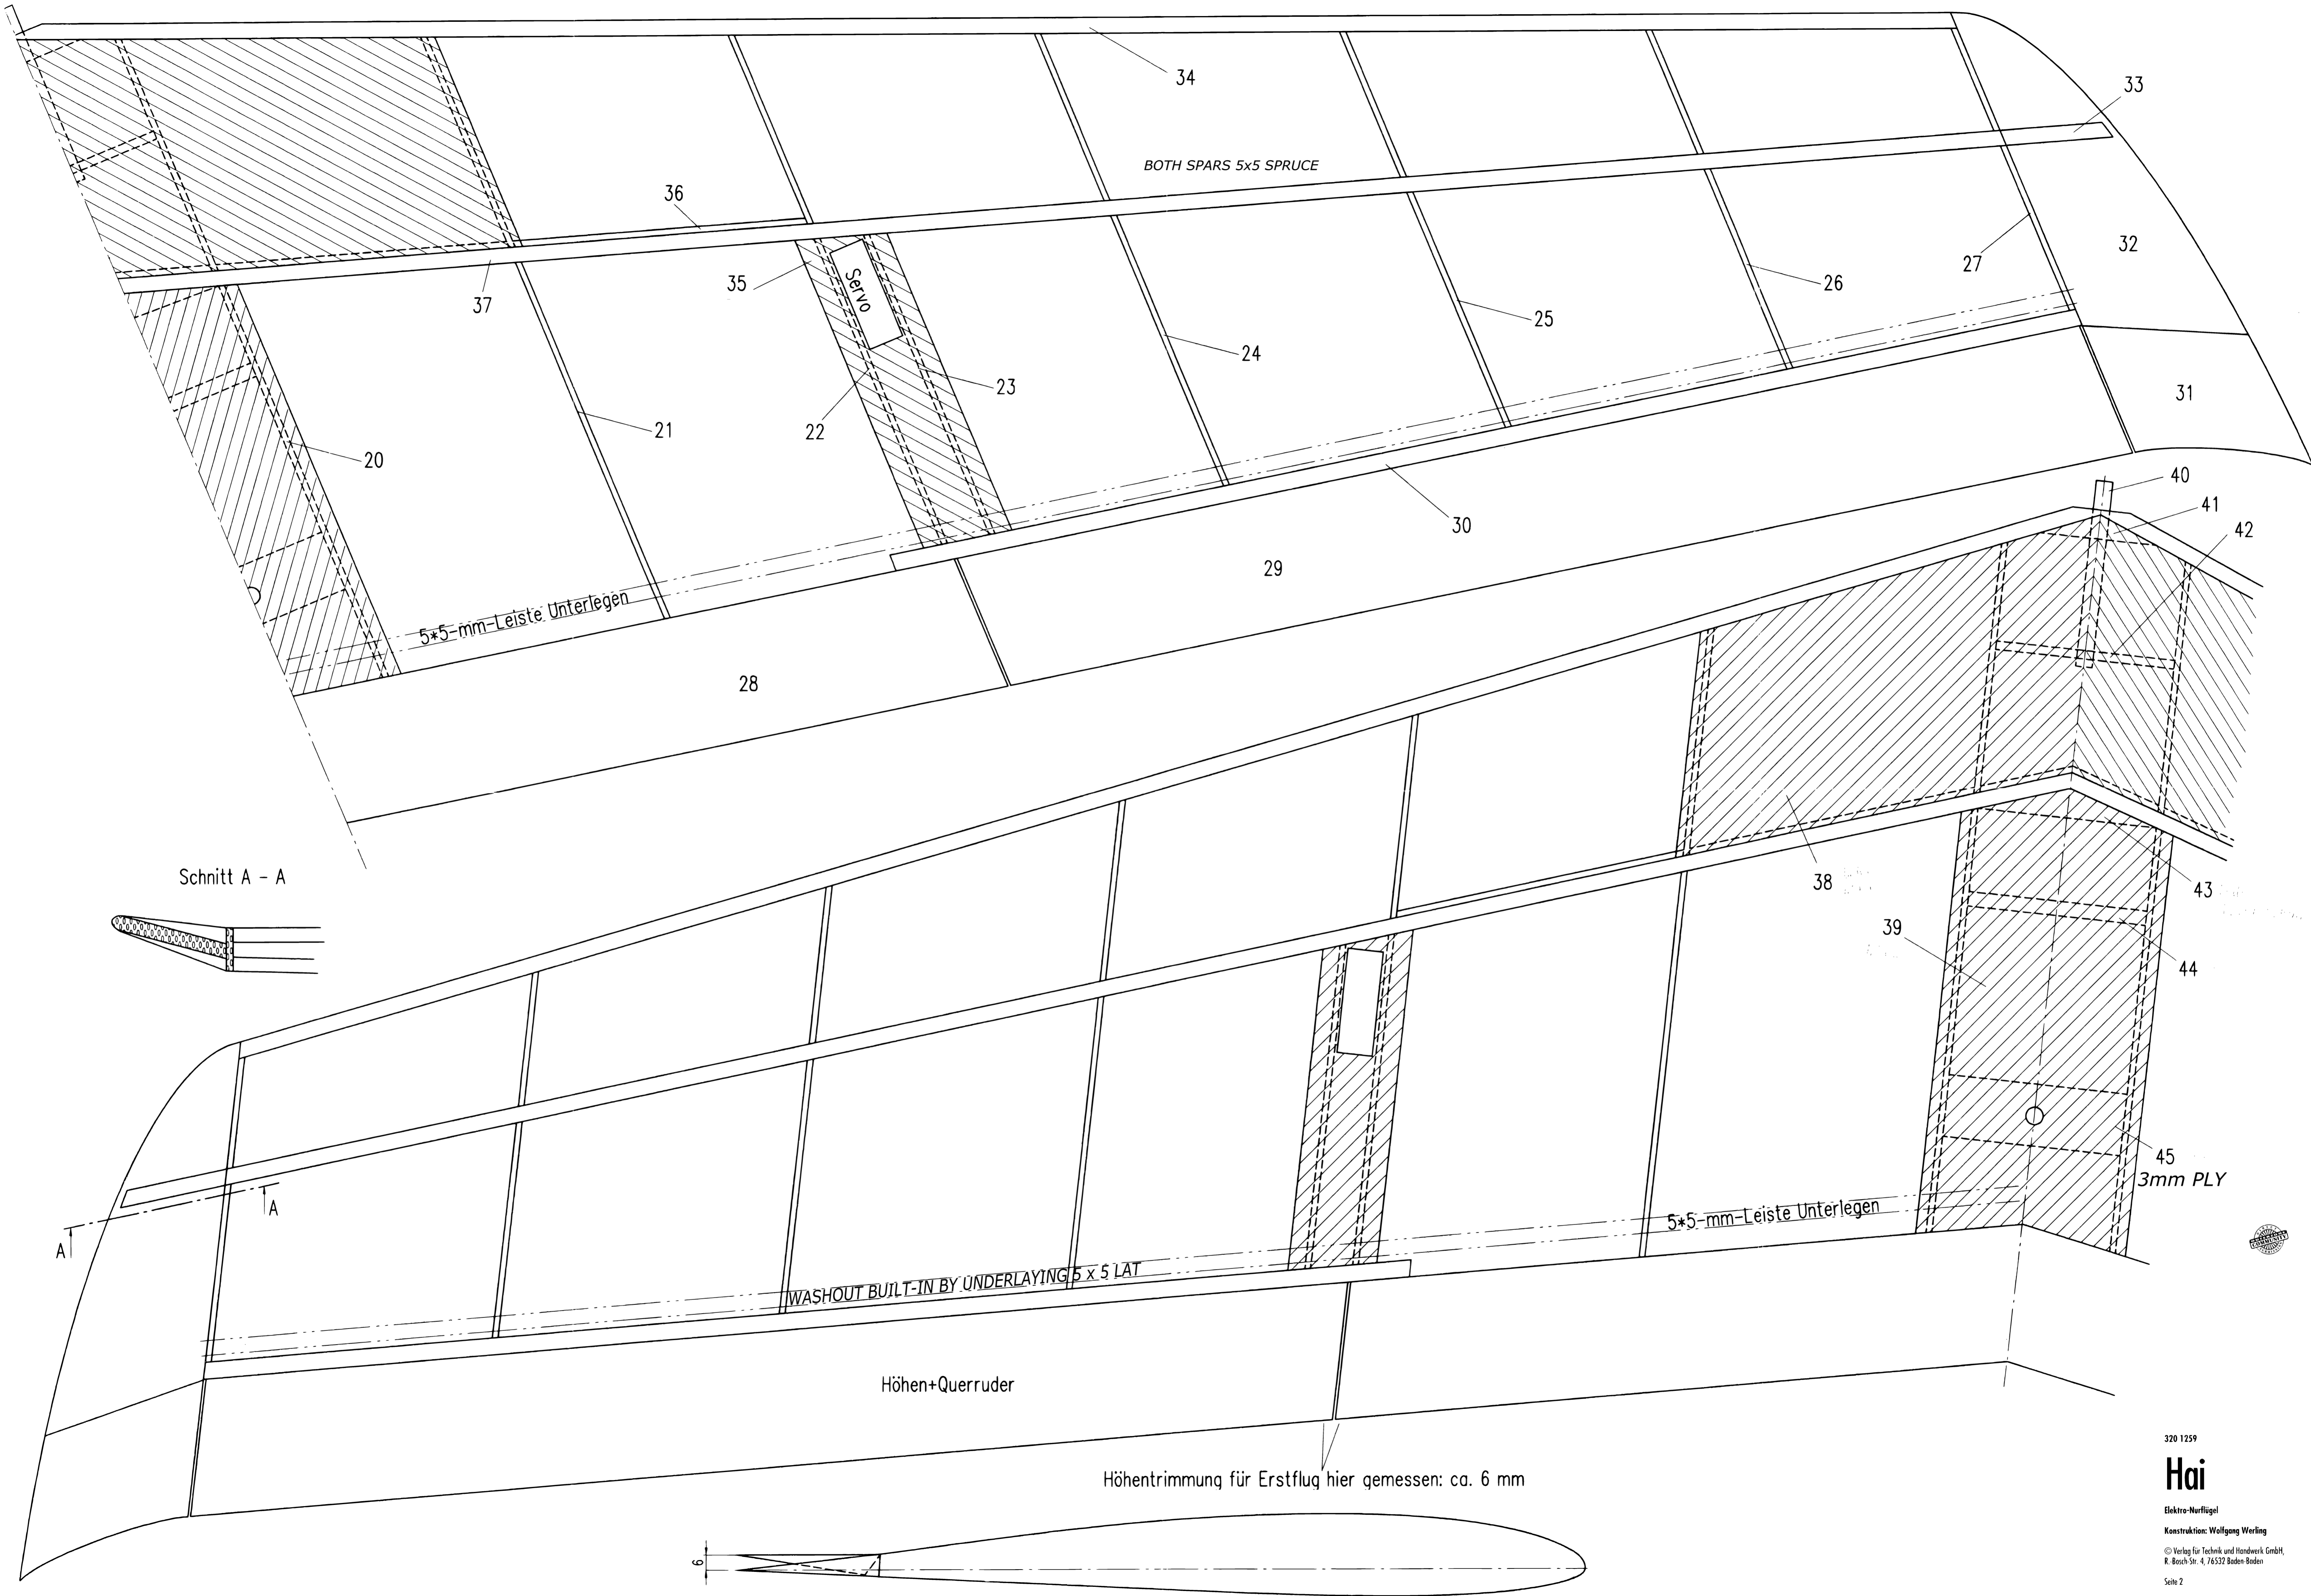 34
33
BOTH SPARS 5x5 SPRUCE
36
32
27
35
Servo
26
37
25
24
23
31
22
21
20
40
41
42
30
29
5*5-mm-Leiste Unterlegen
28
Schnitt A - A
38
43
39
44
45
3mm PLY
A
A
5*5-mm-Leiste Unterlegen
WASHOUT BUILT-IN BY UNDERLAYING 5 x 5 LAT
Höhen+Querruder
Höhentrimmung für Erstflug hier gemessen: ca. 6 mm
6
320 1259
Hai
Elektro-Nurflügel
Konstruktion: Wolfgang Werling
© Verlag für Technik und Handwerk GmbH,
R.-Bosch-Str. 4, 76532 Baden-Baden
Seite 2